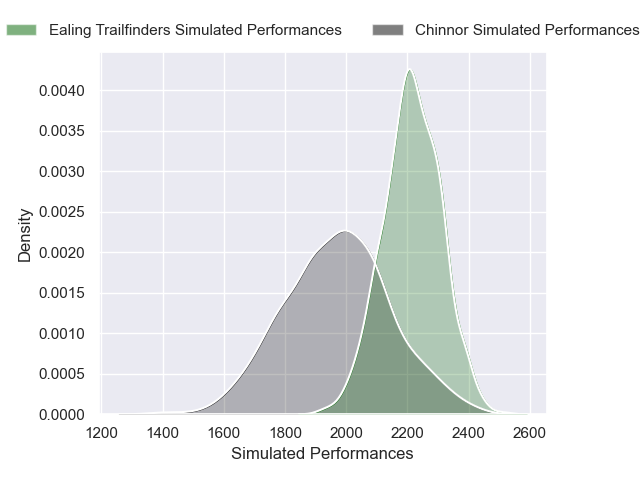 Ealing Trailfinders Simulated Performances
Chinnor Simulated Performances
0.0040
0.0035
0.0030
0.0025
0.0020
0.0015
0.0010
0.0005
0.0000
Density
1200 1400 1600 1800 2000 2200 2400 2600
Simulated Performances